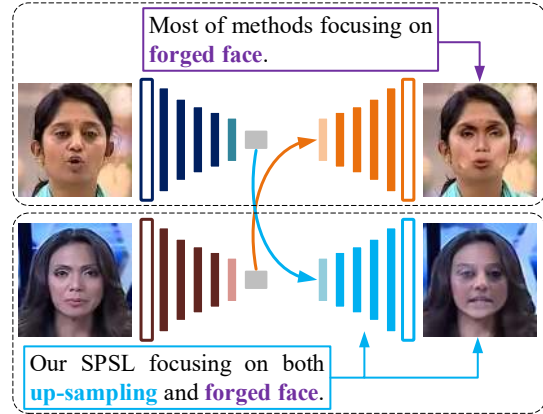 Most of methods focusing on
forged face.
Our SPSL focusing on both
up-sampling and forged face.